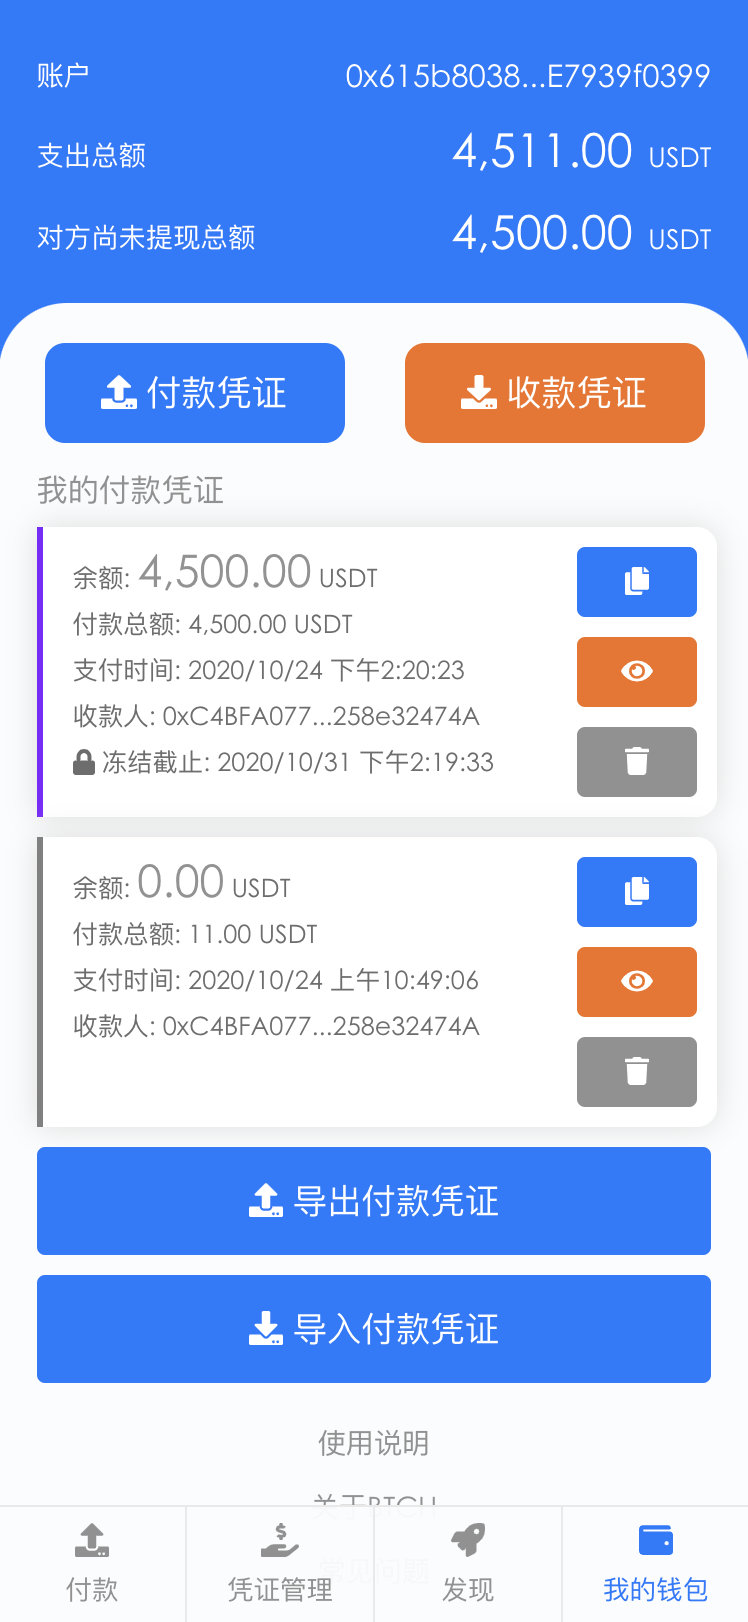 账户 0x615b8038...E7939f0399
支出总额 4,511.00 USDT
对方尚未提现总额 4,500.00 USDT
付款凭证 收款凭证
我的付款凭证
余额: 4,500.00 USDT
付款总额: 4,500.00 USDT
支付时间: 2020/10/24 下午2:20:23
收款人: 0xC4BFA077...258e32474A
冻结截止: 2020/10/31 下午2:19:33
余额: 0.00 USDT
付款总额: 11.00 USDT
支付时间: 2020/10/24 上午10:49:06
收款人: 0xC4BFA077...258e32474A
导出付款凭证
导入付款凭证
使用说明
关于BTCH
常见问题
付款 凭证管理 发现 我的钱包